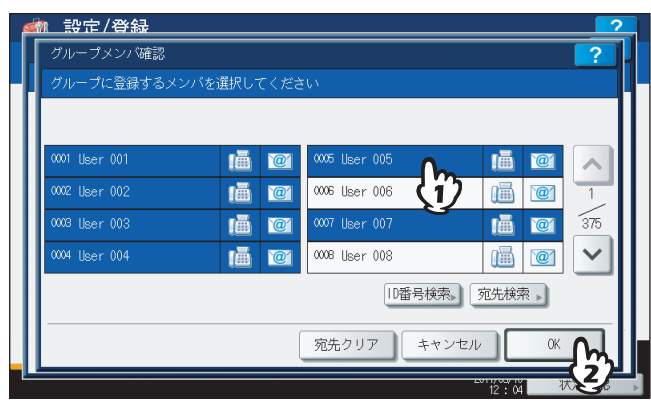 設定/登録
?
グループメンバ確認
?
グループに登録するメンバを選択してください
0001 User 001
0005 User 005
0002 User 002
0006 User 006
1
1
0003 User 003
0007 User 007
375
0004 User 004
0008 User 008
ID番号検索
宛先検索
宛先クリア
キャンセル
OK
2
12:04